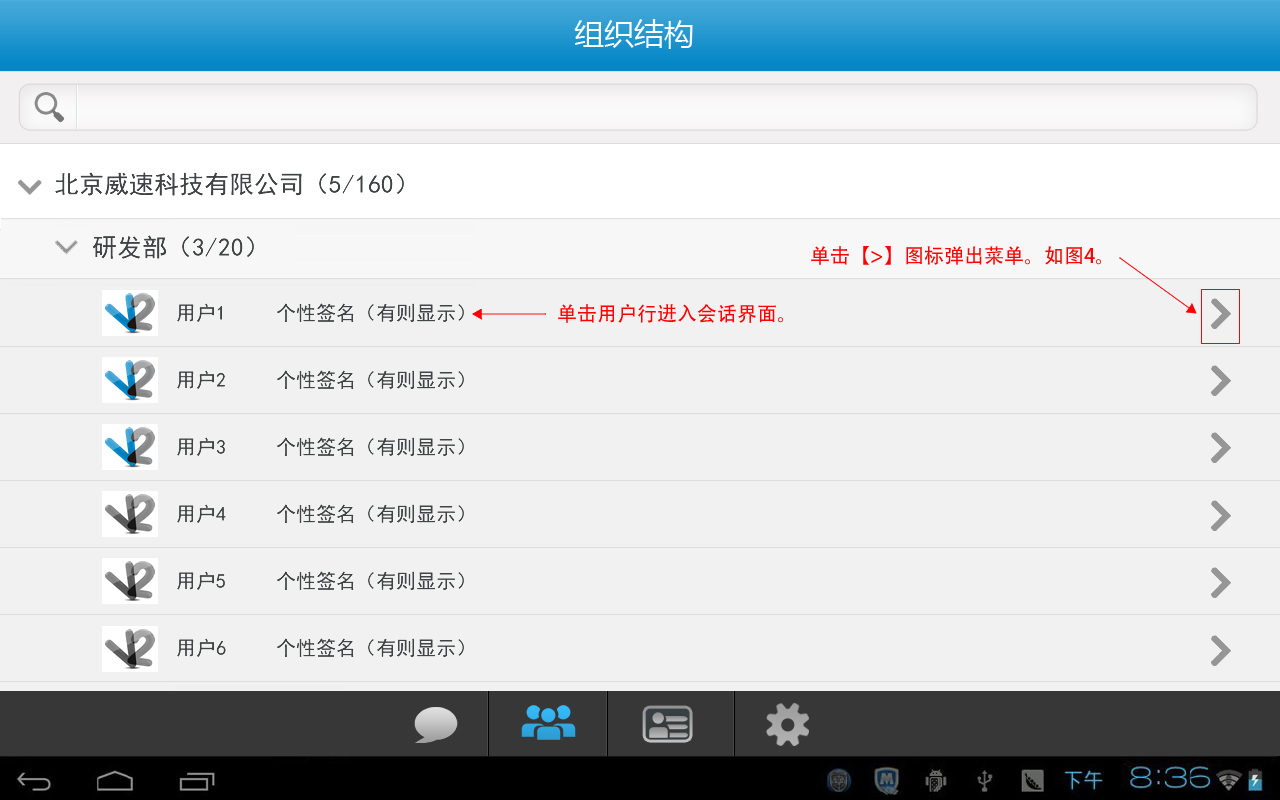 组织结构
北京威速科技有限公司（5/160）
研发部（3/20）
单击【>】图标弹出菜单。如图4。
用户1 个性签名（有则显示） 单击用户行进入会话界面。
用户2 个性签名（有则显示）
用户3 个性签名（有则显示）
用户4 个性签名（有则显示）
用户5 个性签名（有则显示）
用户6 个性签名（有则显示）
下午 8:36